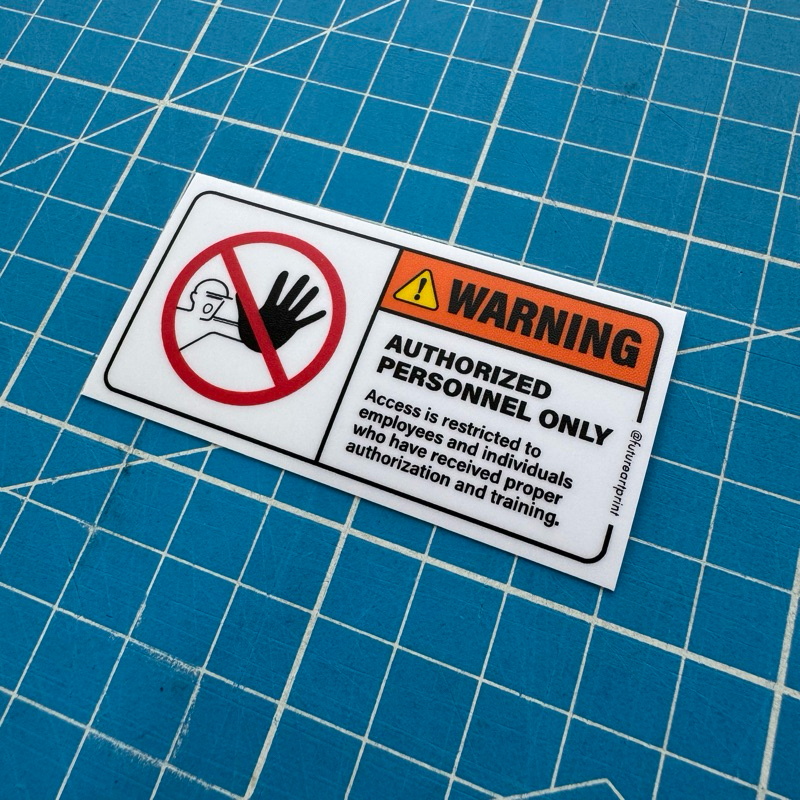 WARNING
AUTHORIZED
PERSONNEL ONLY
Access is restricted to
employees and individuals
who have received proper
authorization and training.
@futureartprint